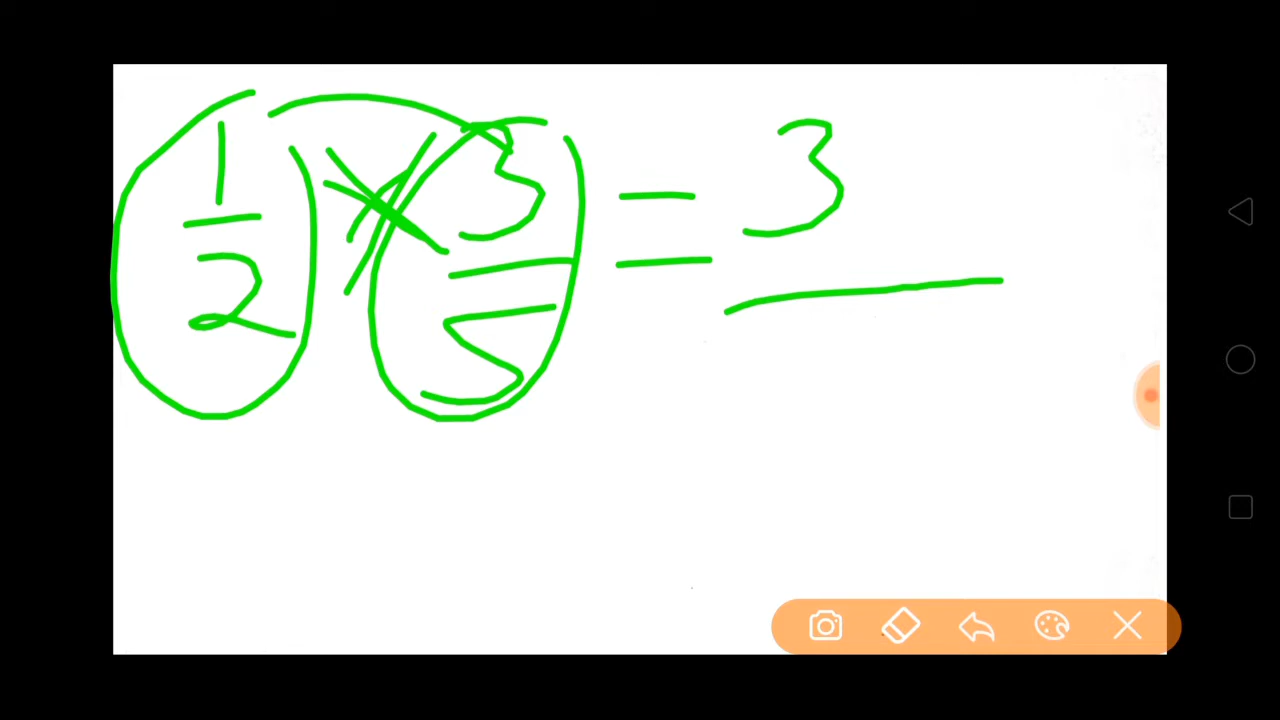 1/2 × 3/5 = 3/